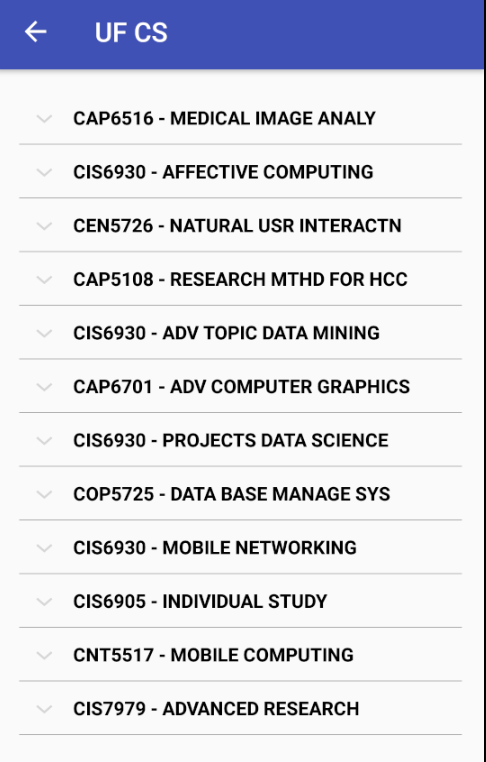 UF CS
CAP6516 - MEDICAL IMAGE ANALY
CIS6930 - AFFECTIVE COMPUTING
CEN5726 - NATURAL USR INTERACTN
CAP5108 - RESEARCH MTHD FOR HCC
CIS6930 - ADV TOPIC DATA MINING
CAP6701 - ADV COMPUTER GRAPHICS
CIS6930 - PROJECTS DATA SCIENCE
COP5725 - DATA BASE MANAGE SYS
CIS6930 - MOBILE NETWORKING
CIS6905 - INDIVIDUAL STUDY
CNT5517 - MOBILE COMPUTING
CIS7979 - ADVANCED RESEARCH